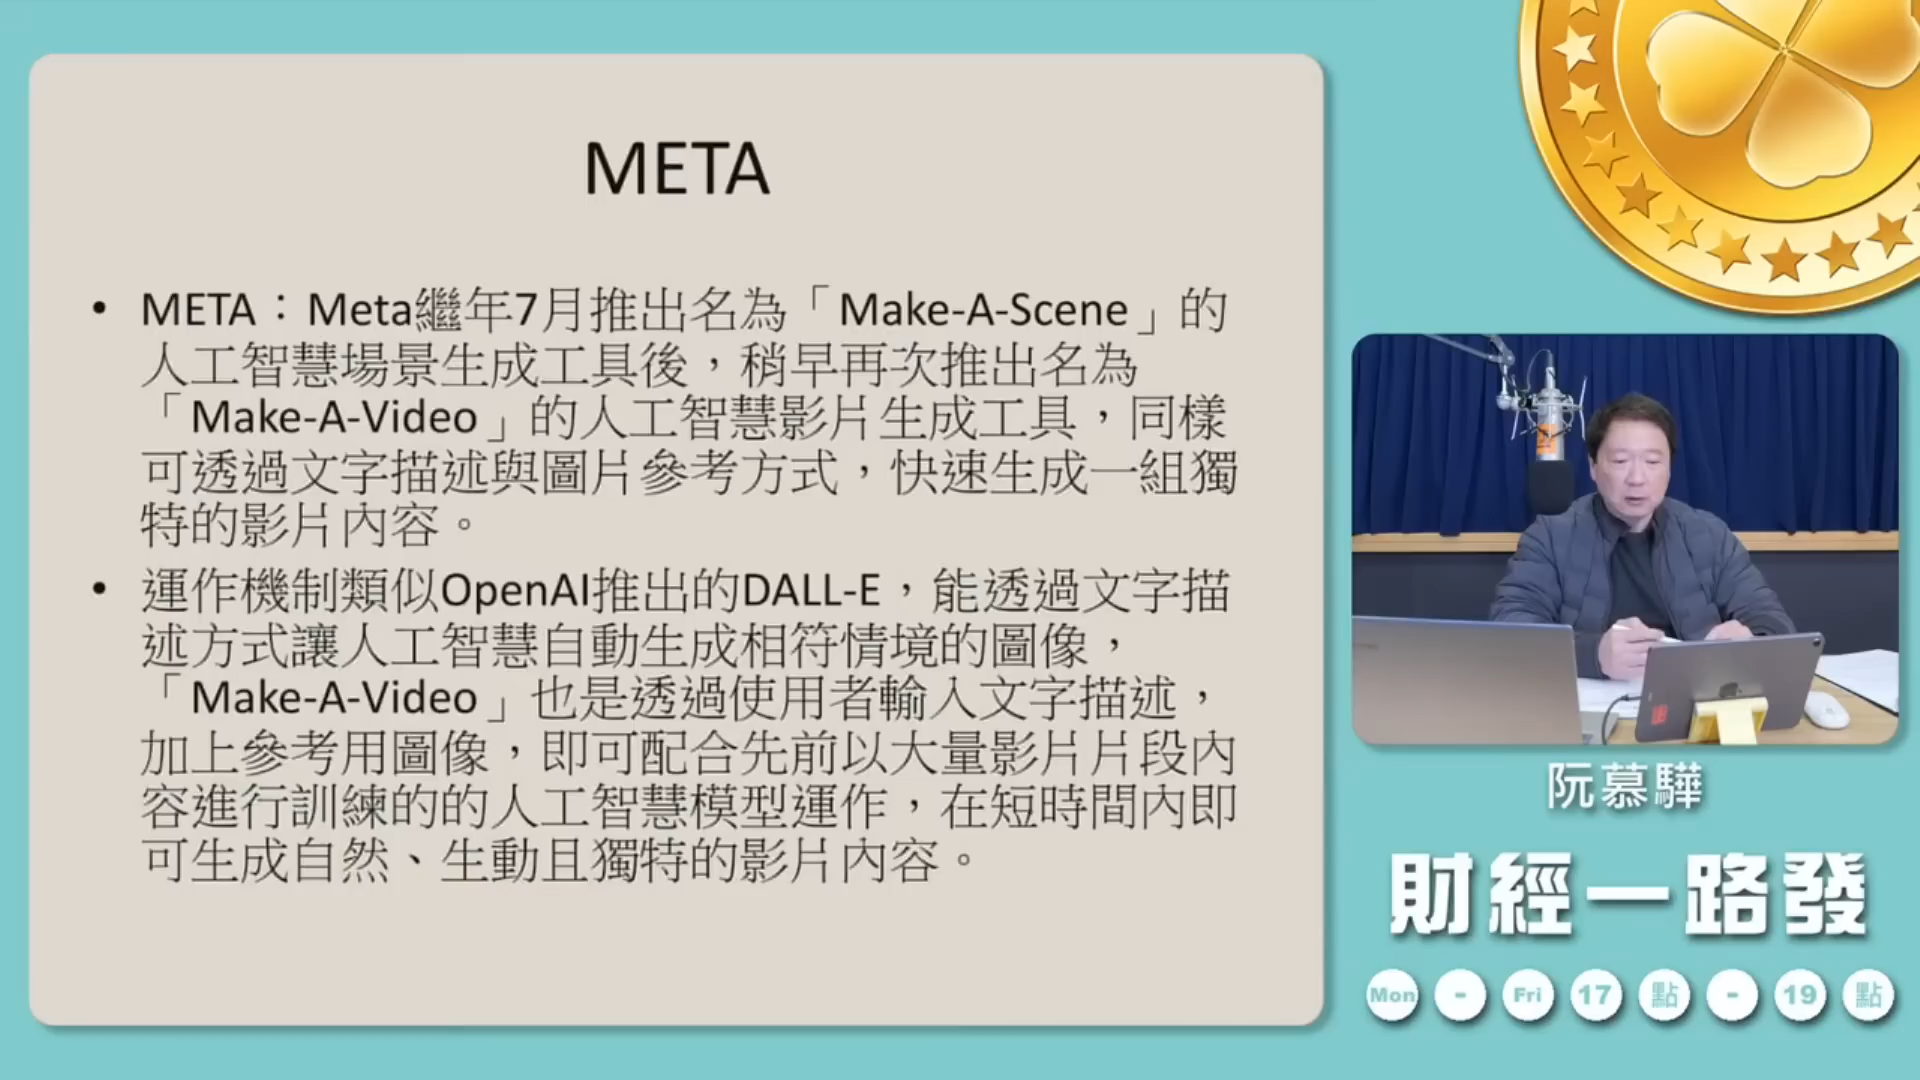 META
• META：Meta繼年7月推出名為「Make-A-Scene」的
人工智慧場景生成工具後，稍早再次推出名為
「Make-A-Video」的人工智慧影片生成工具，同樣
可透過文字描述與圖片參考方式，快速生成一組獨
特的影片內容。
• 運作機制類似OpenAI推出的DALL-E，能透過文字描
述方式讓人工智慧自動生成相符情境的圖像，
「Make-A-Video」也是透過使用者輸入文字描述，
加上參考用圖像，即可配合先前以大量影片片段內
容進行訓練的的人工智慧模型運作，在短時間內即
可生成自然、生動且獨特的影片內容。
阮慕驊
財經一路發
Mon - Fri 17點 - 19點